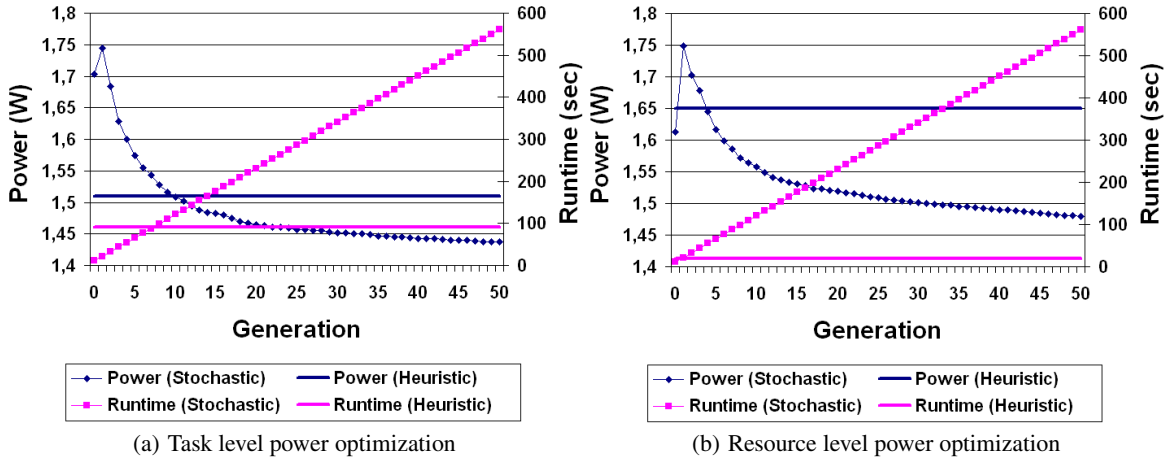 1,8
1,75
1,7
1,65
1,6
1,55
1,5
1,45
1,4
Power (W)
600
500
400
300
200
100
0
Runtime (sec)
0 5 10 15 20 25 30 35 40 45 50
Generation
Power (Stochastic) Power (Heuristic)
Runtime (Stochastic) Runtime (Heuristic)
(a) Task level power optimization
1,8
1,75
1,7
1,65
1,6
1,55
1,5
1,45
1,4
Power (W)
600
500
400
300
200
100
0
Runtime (sec)
0 5 10 15 20 25 30 35 40 45 50
Generation
Power (Stochastic) Power (Heuristic)
Runtime (Stochastic) Runtime (Heuristic)
(b) Resource level power optimization